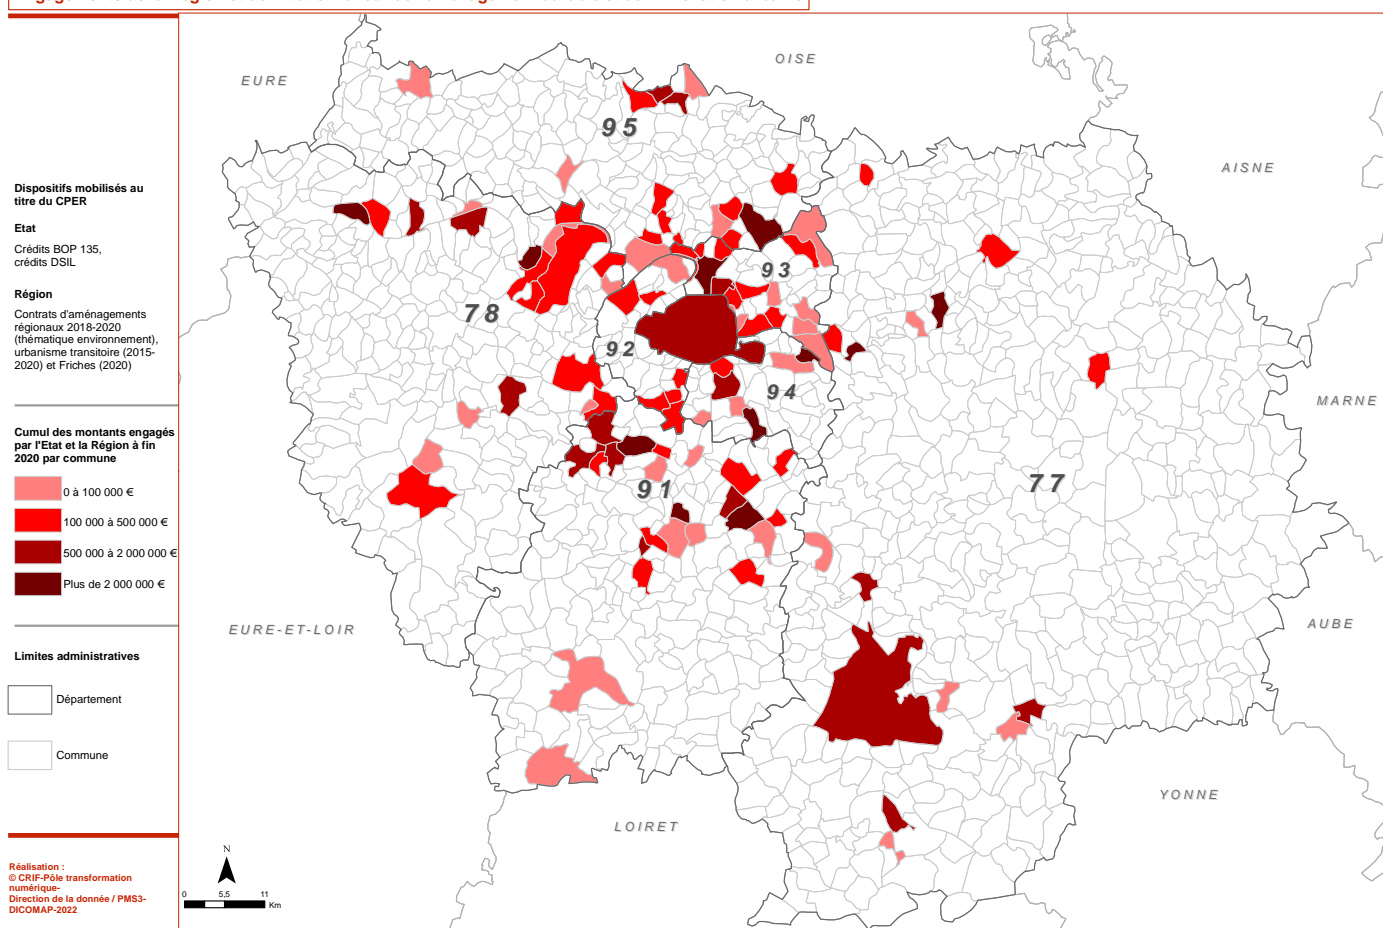 Dispositifs mobilisés au
titre du CPER
Etat
Crédits BOP 135,
crédits DSIL
Région
Contrats d'aménagements
régionaux 2018-2020
(thématique environnement),
urbanisme transitoire (2015-
2020) et Friches (2020)
Cumul des montants engagés
par l'Etat et la Région à fin
2020 par commune
0 à 100 000 €
100 000 à 500 000 €
500 000 à 2 000 000 €
Plus de 2 000 000 €
Limites administratives
Département
Commune
Réalisation :
© CRIF-Pôle transformation
numérique-
Direction de la donnée / PMS3-
DICOMAP-2022
N
0 5,5 11
Km
EURE
OISE
95
AISNE
93
78
92
94
MARNE
91
77
EURE-ET-LOIR
AUBE
YONNE
LOIRET